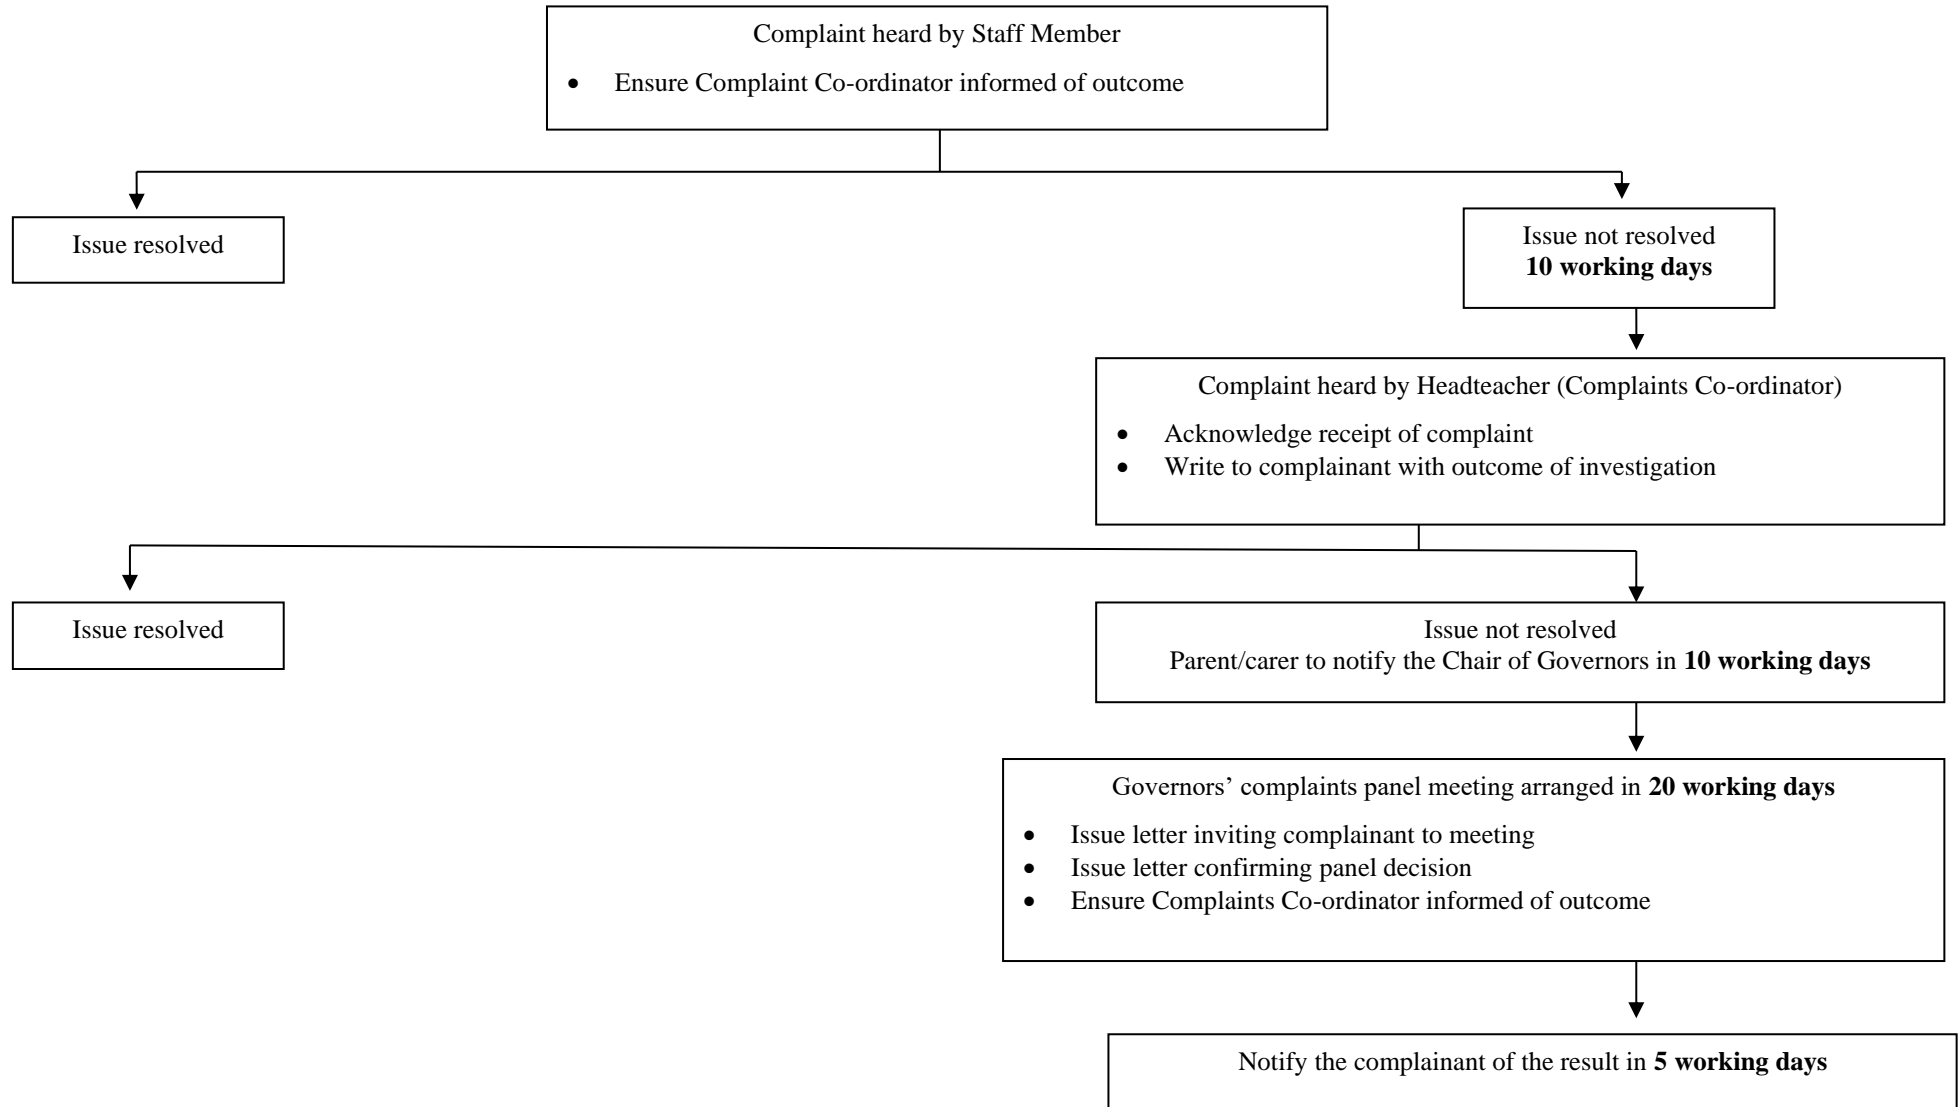 Complaint heard by Staff Member
• Ensure Complaint Co-ordinator informed of outcome
Issue resolved
Issue not resolved
10 working days
Complaint heard by Headteacher (Complaints Co-ordinator)
• Acknowledge receipt of complaint
• Write to complainant with outcome of investigation
Issue resolved
Issue not resolved
Parent/carer to notify the Chair of Governors in 10 working days
Governors’ complaints panel meeting arranged in 20 working days
• Issue letter inviting complainant to meeting
• Issue letter confirming panel decision
• Ensure Complaints Co-ordinator informed of outcome
Notify the complainant of the result in 5 working days